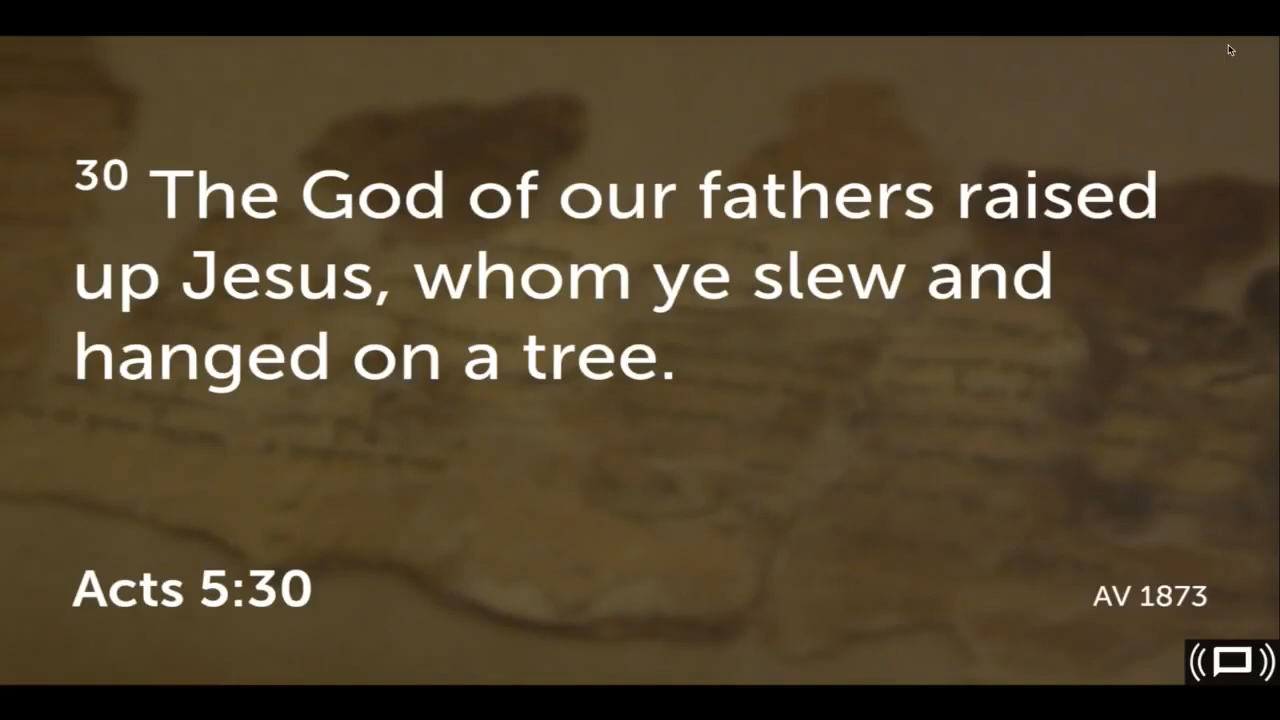 30 The God of our fathers raised
up Jesus, whom ye slew and
hanged on a tree.
Acts 5:30
AV 1873